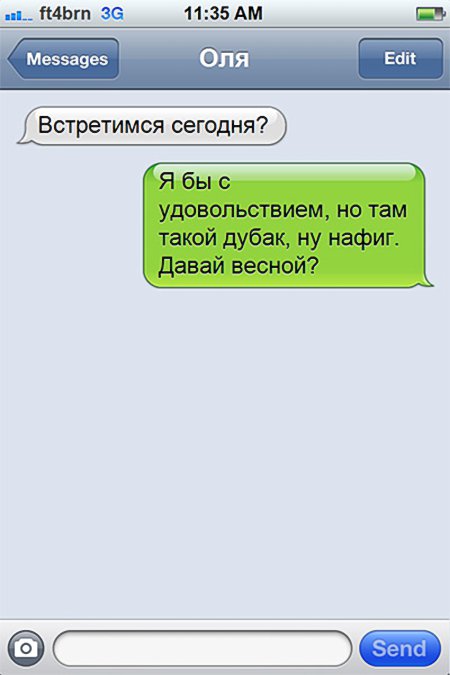 ft4brn 3G 11:35 AM
Messages Оля Edit
Встретимся сегодня?
Я бы с
удовольствием, но там
такой дубак, ну нафиг.
Давай весной?
Send